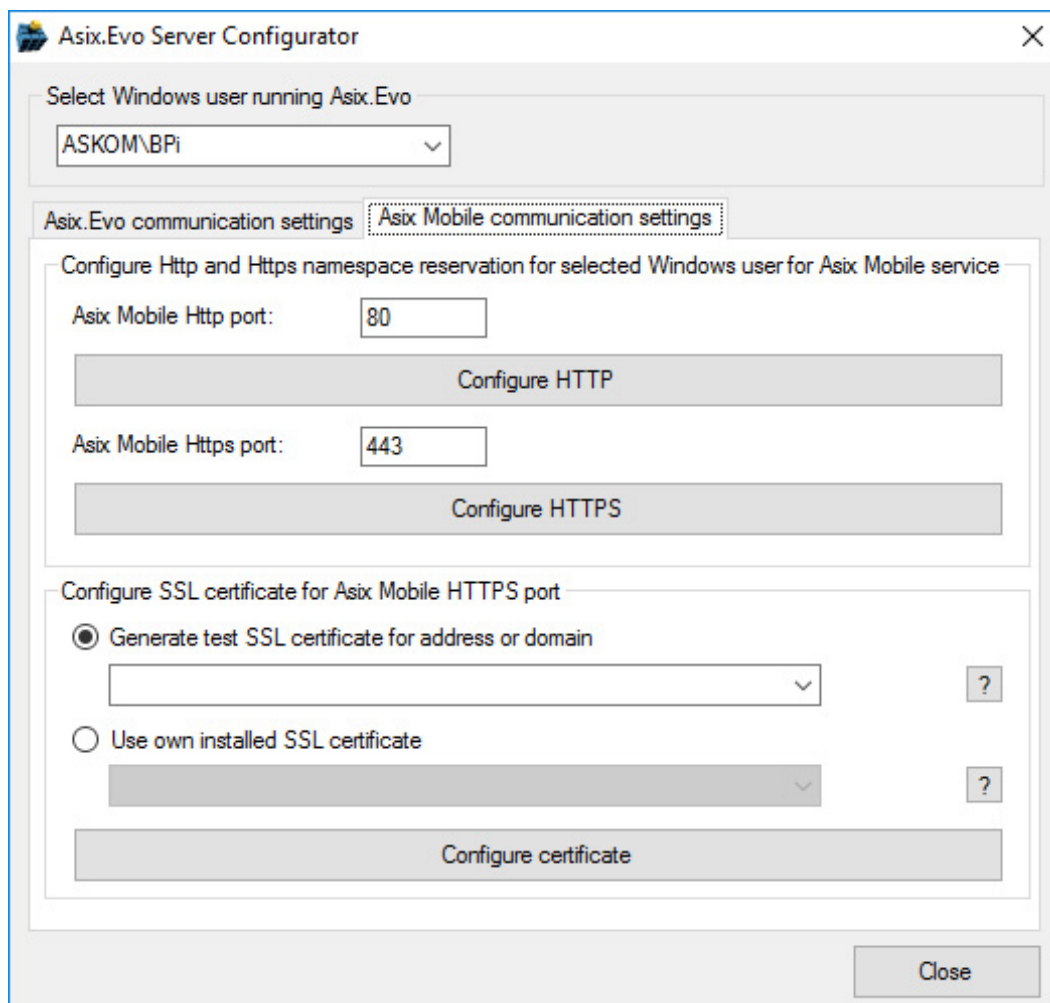 Asix.Evo Server Configurator
Select Windows user running Asix.Evo
ASKOM\BPi
Asix.Evo communication settings
Asix Mobile communication settings
Configure Http and Https namespace reservation for selected Windows user for Asix Mobile service
Asix Mobile Http port:
80
Configure HTTP
Asix Mobile Https port:
443
Configure HTTPS
Configure SSL certificate for Asix Mobile HTTPS port
Generate test SSL certificate for address or domain
?
Use own installed SSL certificate
?
Configure certificate
Close